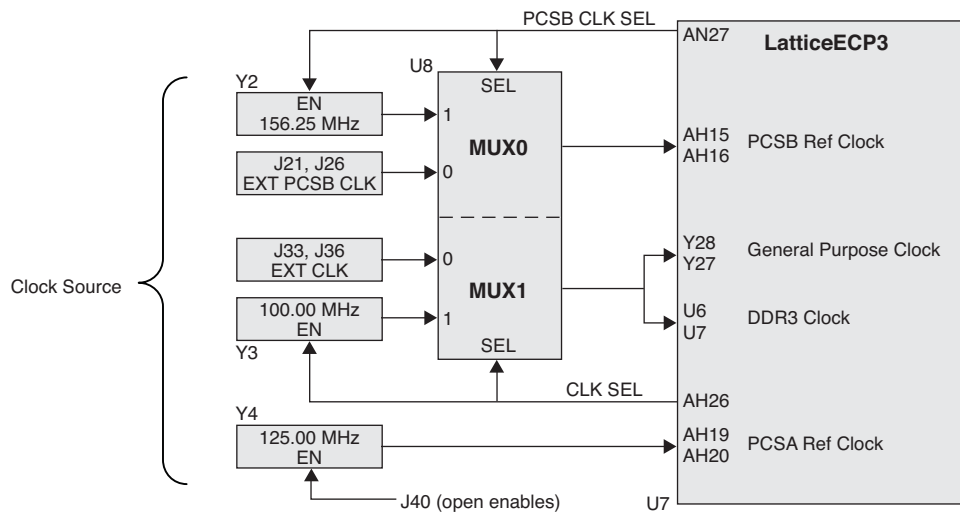 PCSB CLK SEL
AN27
LatticeECP3
Y2
U8
SEL
EN
156.25 MHz
1
MUX0
AH15
AH16
PCSB Ref Clock
J21, J26
EXT PCSB CLK
0
J33, J36
EXT CLK
0
Y28
Y27
General Purpose Clock
Clock Source
MUX1
100.00 MHz
EN
1
U6
U7
DDR3 Clock
Y3
SEL
CLK SEL
AH26
Y4
125.00 MHz
EN
AH19
AH20
PCSA Ref Clock
J40 (open enables)
U7